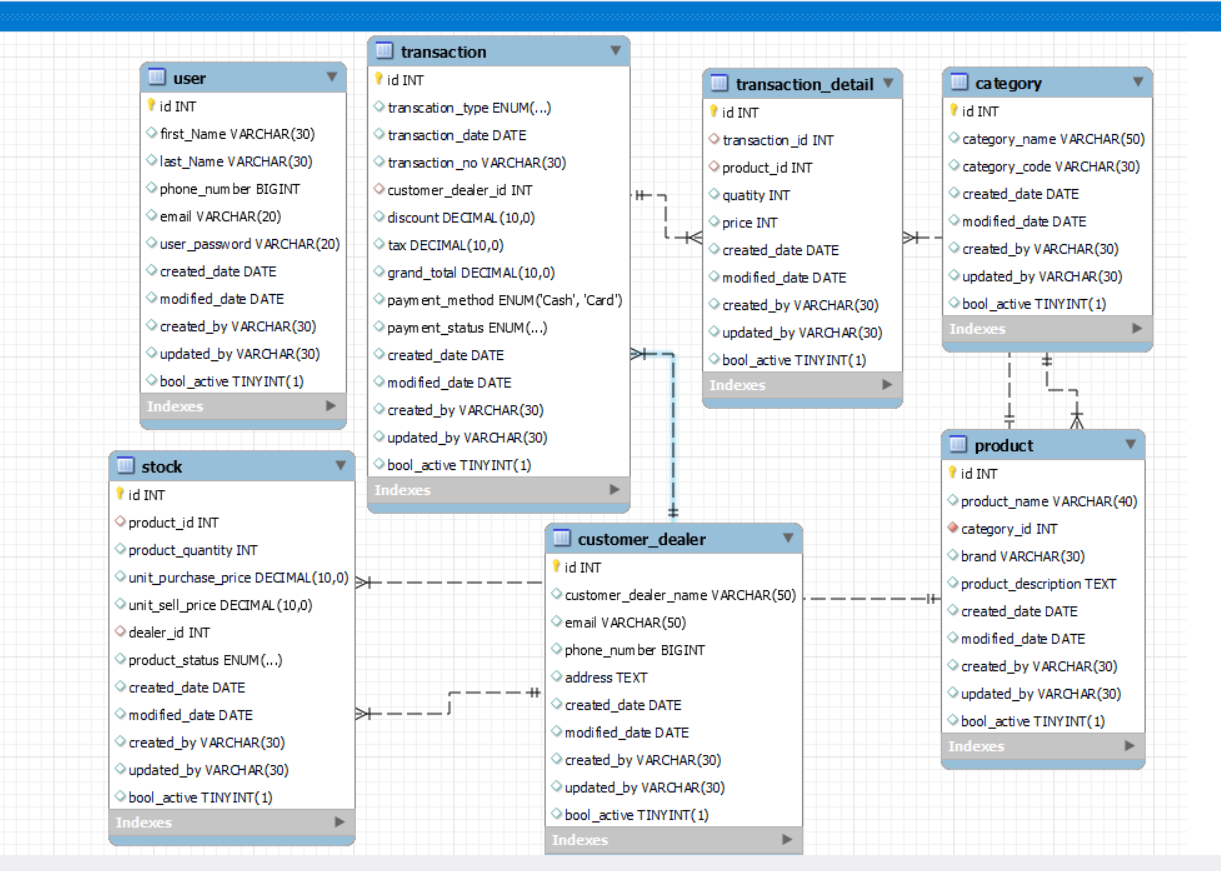 user
id INT
first_Name VARCHAR(30)
last_Name VARCHAR(30)
phone_number BIGINT
email VARCHAR(20)
user_password VARCHAR(20)
created_date DATE
modified_date DATE
created_by VARCHAR(30)
updated_by VARCHAR(30)
bool_active TINYINT(1)
Indexes
transaction
id INT
transcation_type ENUM(...)
transaction_date DATE
transaction_no VARCHAR(30)
customer_dealer_id INT
discount DECIMAL(10,0)
tax DECIMAL(10,0)
grand_total DECIMAL(10,0)
payment_method ENUM('Cash', 'Card')
payment_status ENUM(...)
created_date DATE
modified_date DATE
created_by VARCHAR(30)
updated_by VARCHAR(30)
bool_active TINYINT(1)
Indexes
transaction_detail
id INT
transaction_id INT
product_id INT
quatity INT
price INT
created_date DATE
modified_date DATE
created_by VARCHAR(30)
updated_by VARCHAR(30)
bool_active TINYINT(1)
Indexes
category
id INT
category_name VARCHAR(50)
category_code VARCHAR(30)
created_date DATE
modified_date DATE
created_by VARCHAR(30)
updated_by VARCHAR(30)
bool_active TINYINT(1)
Indexes
stock
id INT
product_id INT
product_quantity INT
unit_purchase_price DECIMAL(10,0)
unit_sell_price DECIMAL(10,0)
dealer_id INT
product_status ENUM(...)
created_date DATE
modified_date DATE
created_by VARCHAR(30)
updated_by VARCHAR(30)
bool_active TINYINT(1)
Indexes
customer_dealer
id INT
customer_dealer_name VARCHAR(50)
email VARCHAR(50)
phone_number BIGINT
address TEXT
created_date DATE
modified_date DATE
created_by VARCHAR(30)
updated_by VARCHAR(30)
bool_active TINYINT(1)
Indexes
product
id INT
product_name VARCHAR(40)
category_id INT
brand VARCHAR(30)
product_description TEXT
created_date DATE
modified_date DATE
created_by VARCHAR(30)
updated_by VARCHAR(30)
bool_active TINYINT(1)
Indexes